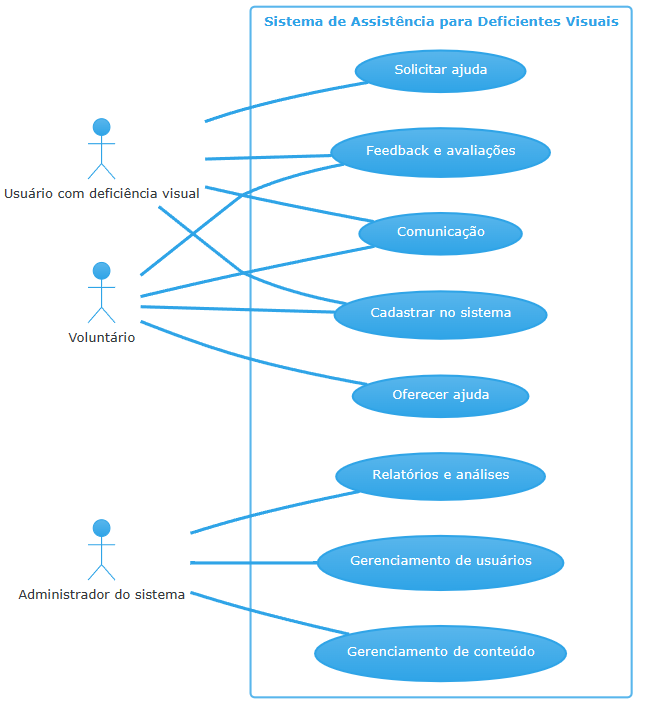 Sistema de Assistência para Deficientes Visuais
Solicitar ajuda
Feedback e avaliações
Usuário com deficiência visual
Comunicação
Cadastrar no sistema
Voluntário
Oferecer ajuda
Relatórios e análises
Gerenciamento de usuários
Administrador do sistema
Gerenciamento de conteúdo